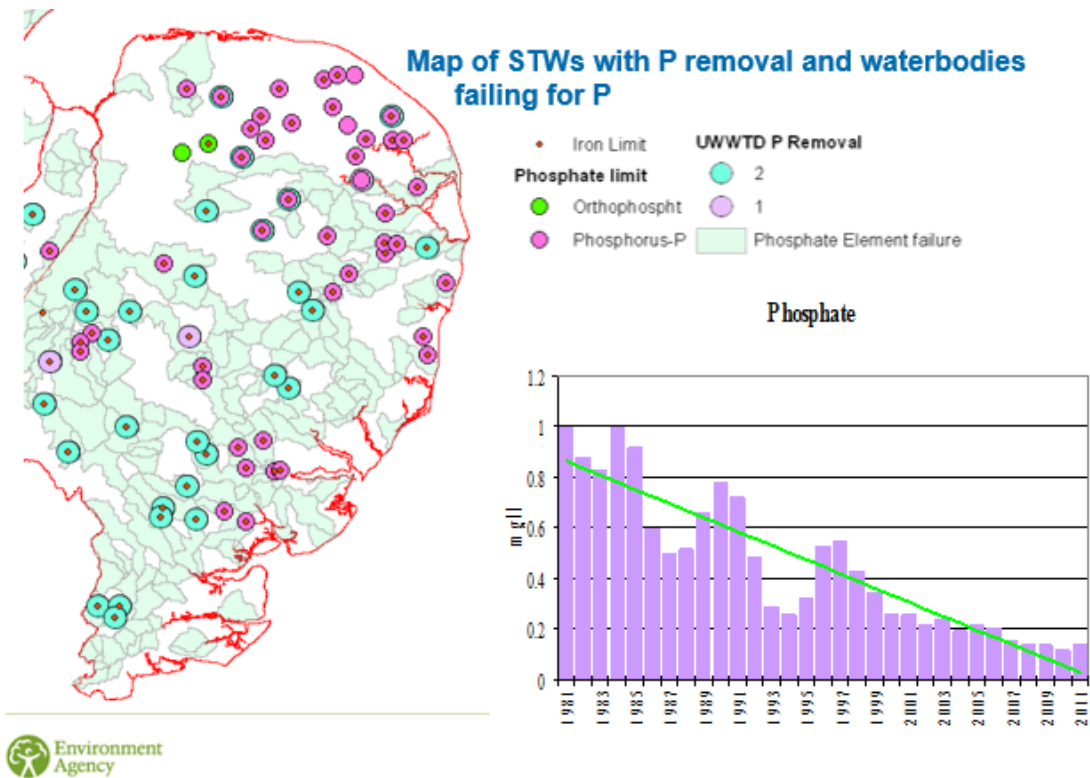 Map of STWs with P removal and waterbodies
failing for P
Iron Limit
Phosphate limit
Orthophospht
Phosphorus-P
UWWTD P Removal
2
1
Phosphate Element failure
Phosphate
mg11
1.2
1
0.8
0.6
0.4
0.2
0
1981
1983
1985
1987
1989
1991
1993
1995
1997
1999
2001
2003
2005
2007
2009
2011
Environment
Agency